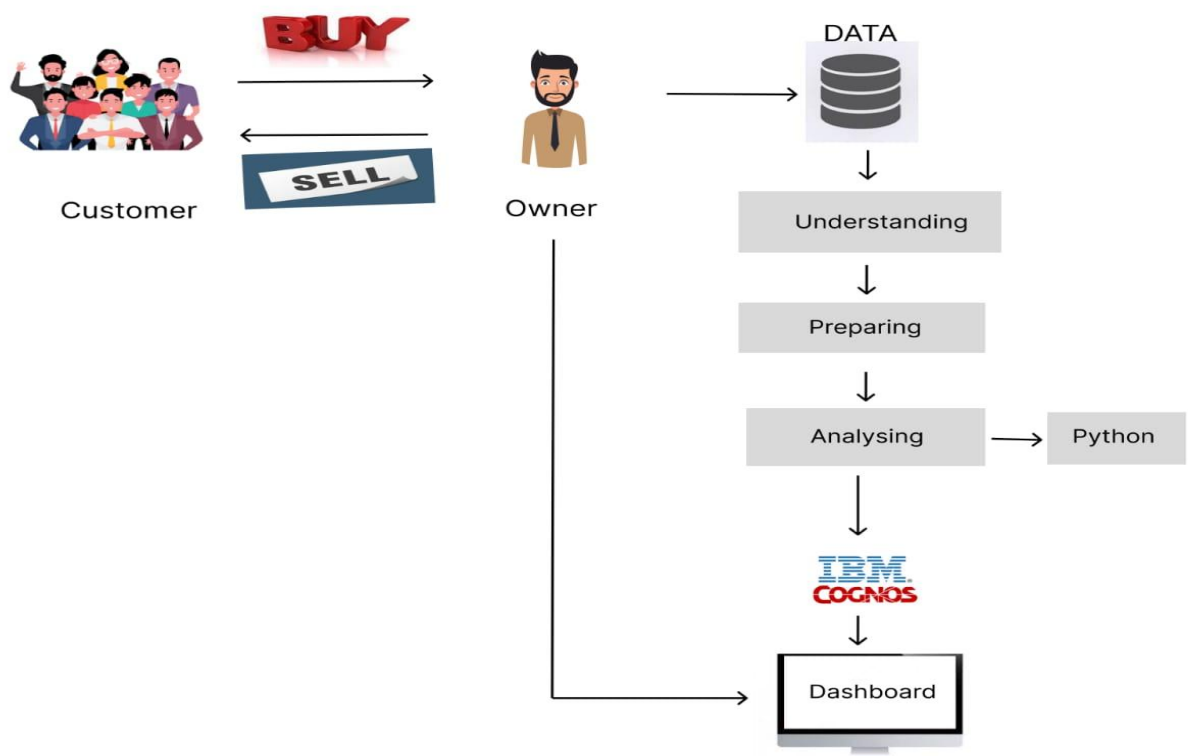 BUY
DATA
SELL
Customer
Owner
Understanding
Preparing
Analysing
Python
IBM.
COGNOS
Dashboard